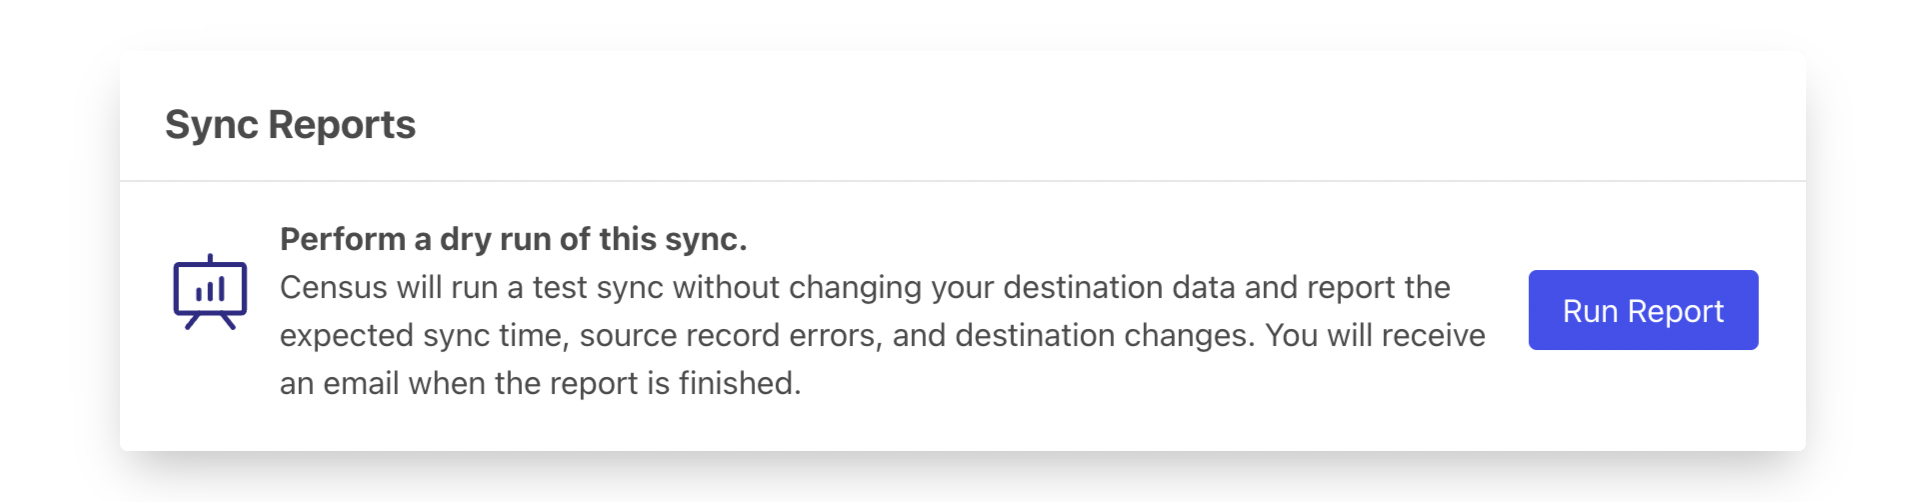 Sync Reports
Perform a dry run of this sync.
Census will run a test sync without changing your destination data and report the
expected sync time, source record errors, and destination changes. You will receive
an email when the report is finished.
Run Report